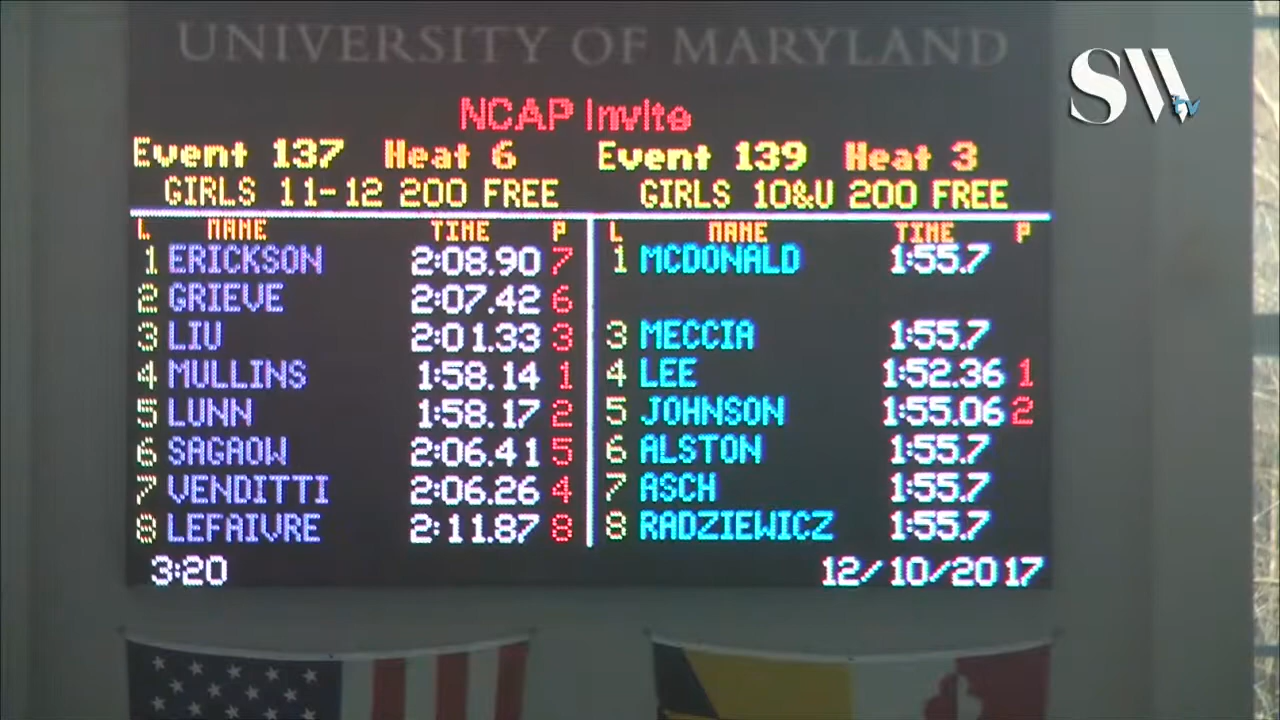 UNIVERSITY OF MARYLAND
SW
tv
NCAP Invite
Event 137 Heat 6
GIRLS 11-12 200 FREE
L NAME TIME P
1 ERICKSON 2:08.90 7
2 GRIEVE 2:07.42 6
3 LIU 2:01.33 3
4 MULLINS 1:58.14 1
5 LUNN 1:58.17 2
6 SAGAOW 2:06.41 5
7 VENDITTI 2:06.26 4
8 LEFAIVRE 2:11.87 8
3:20
Event 139 Heat 3
GIRLS 10&U 200 FREE
L NAME TIME P
1 MCDONALD 1:55.7
3 MECCIA 1:55.7
4 LEE 1:52.36 1
5 JOHNSON 1:55.06 2
6 ALSTON 1:55.7
7 ASCH 1:55.7
8 RADZIEWICZ 1:55.7
12/10/2017